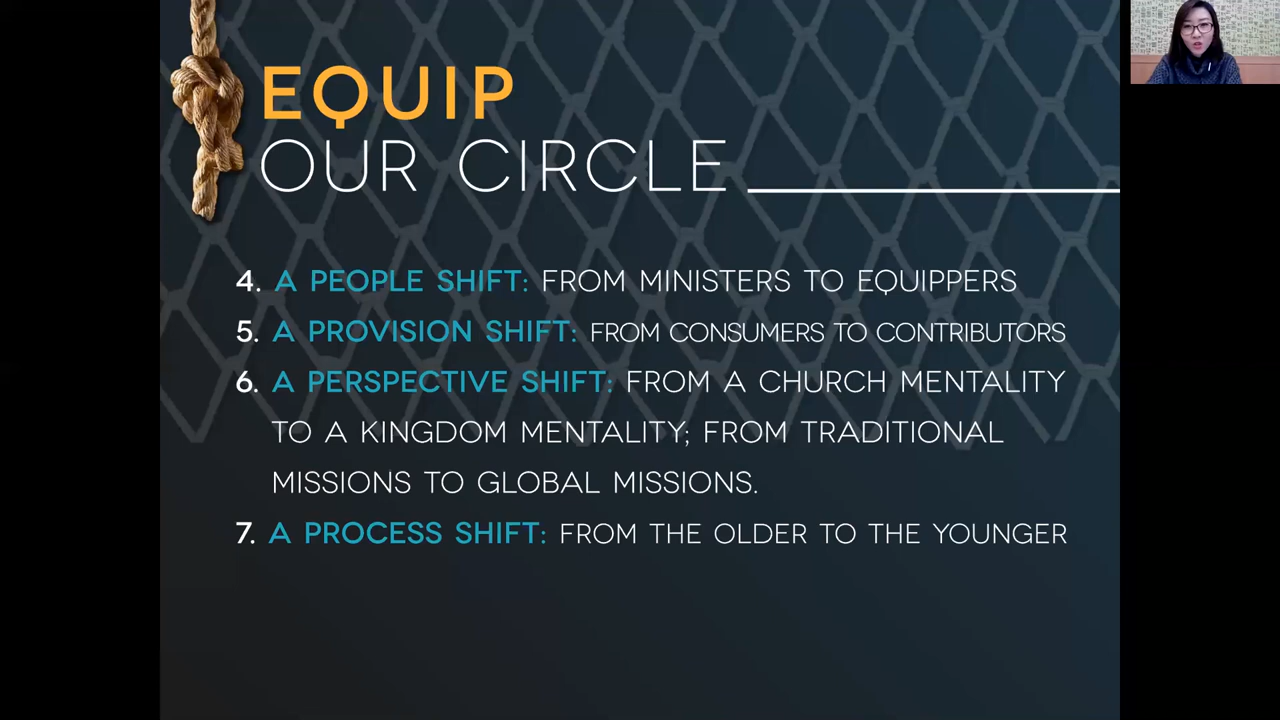 EQUIP
OUR CIRCLE
4. A PEOPLE SHIFT: FROM MINISTERS TO EQUIPPERS
5. A PROVISION SHIFT: FROM CONSUMERS TO CONTRIBUTORS
6. A PERSPECTIVE SHIFT: FROM A CHURCH MENTALITY
TO A KINGDOM MENTALITY; FROM TRADITIONAL
MISSIONS TO GLOBAL MISSIONS.
7. A PROCESS SHIFT: FROM THE OLDER TO THE YOUNGER